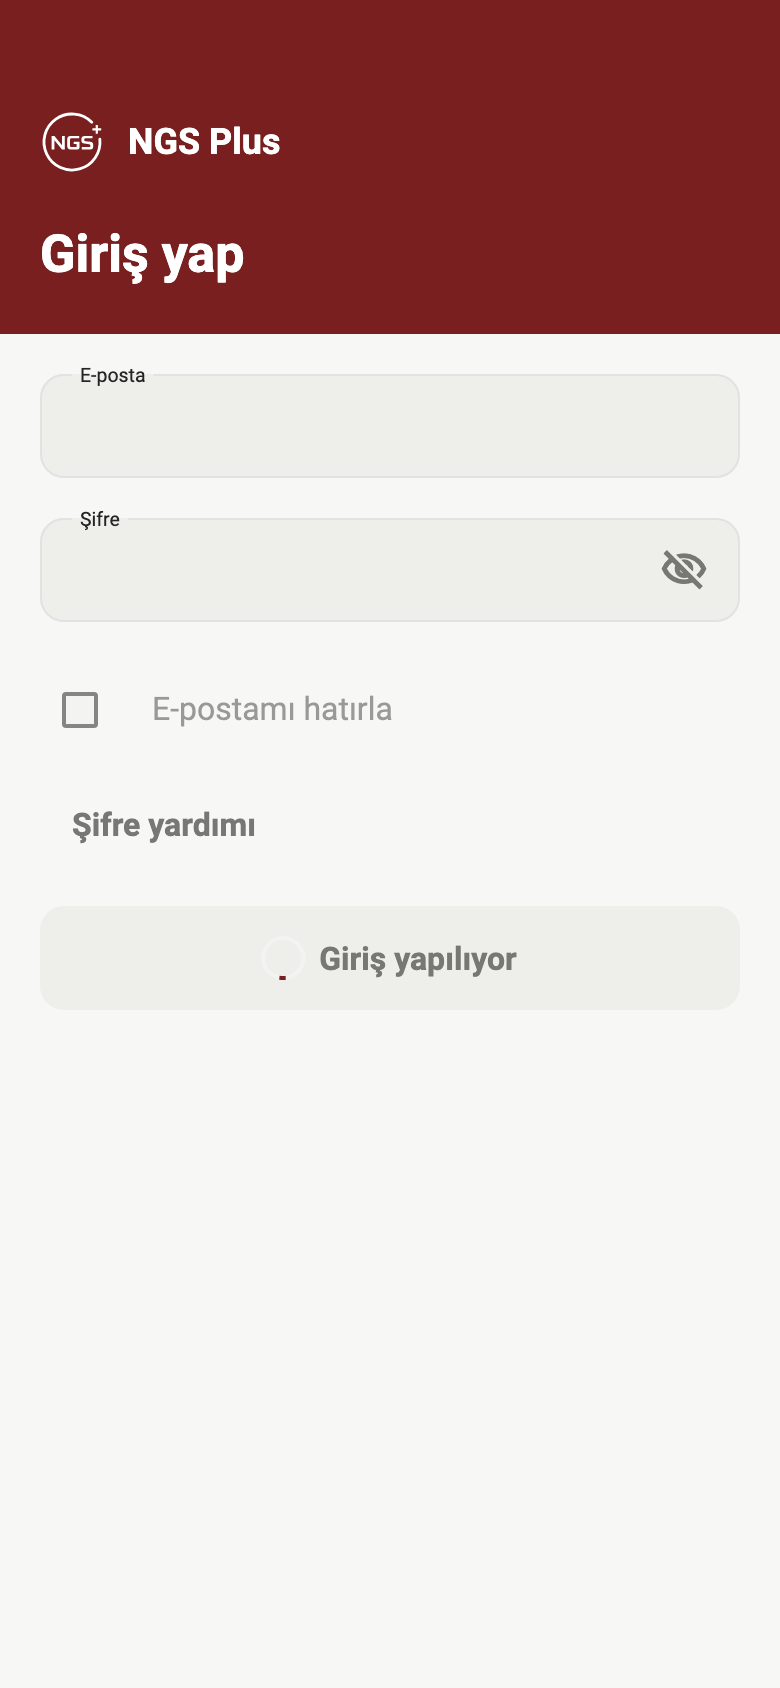 NGS+
NGS Plus
Giriş yap
E-posta
Şifre
E-postamı hatırla
Şifre yardımı
Giriş yapılıyor